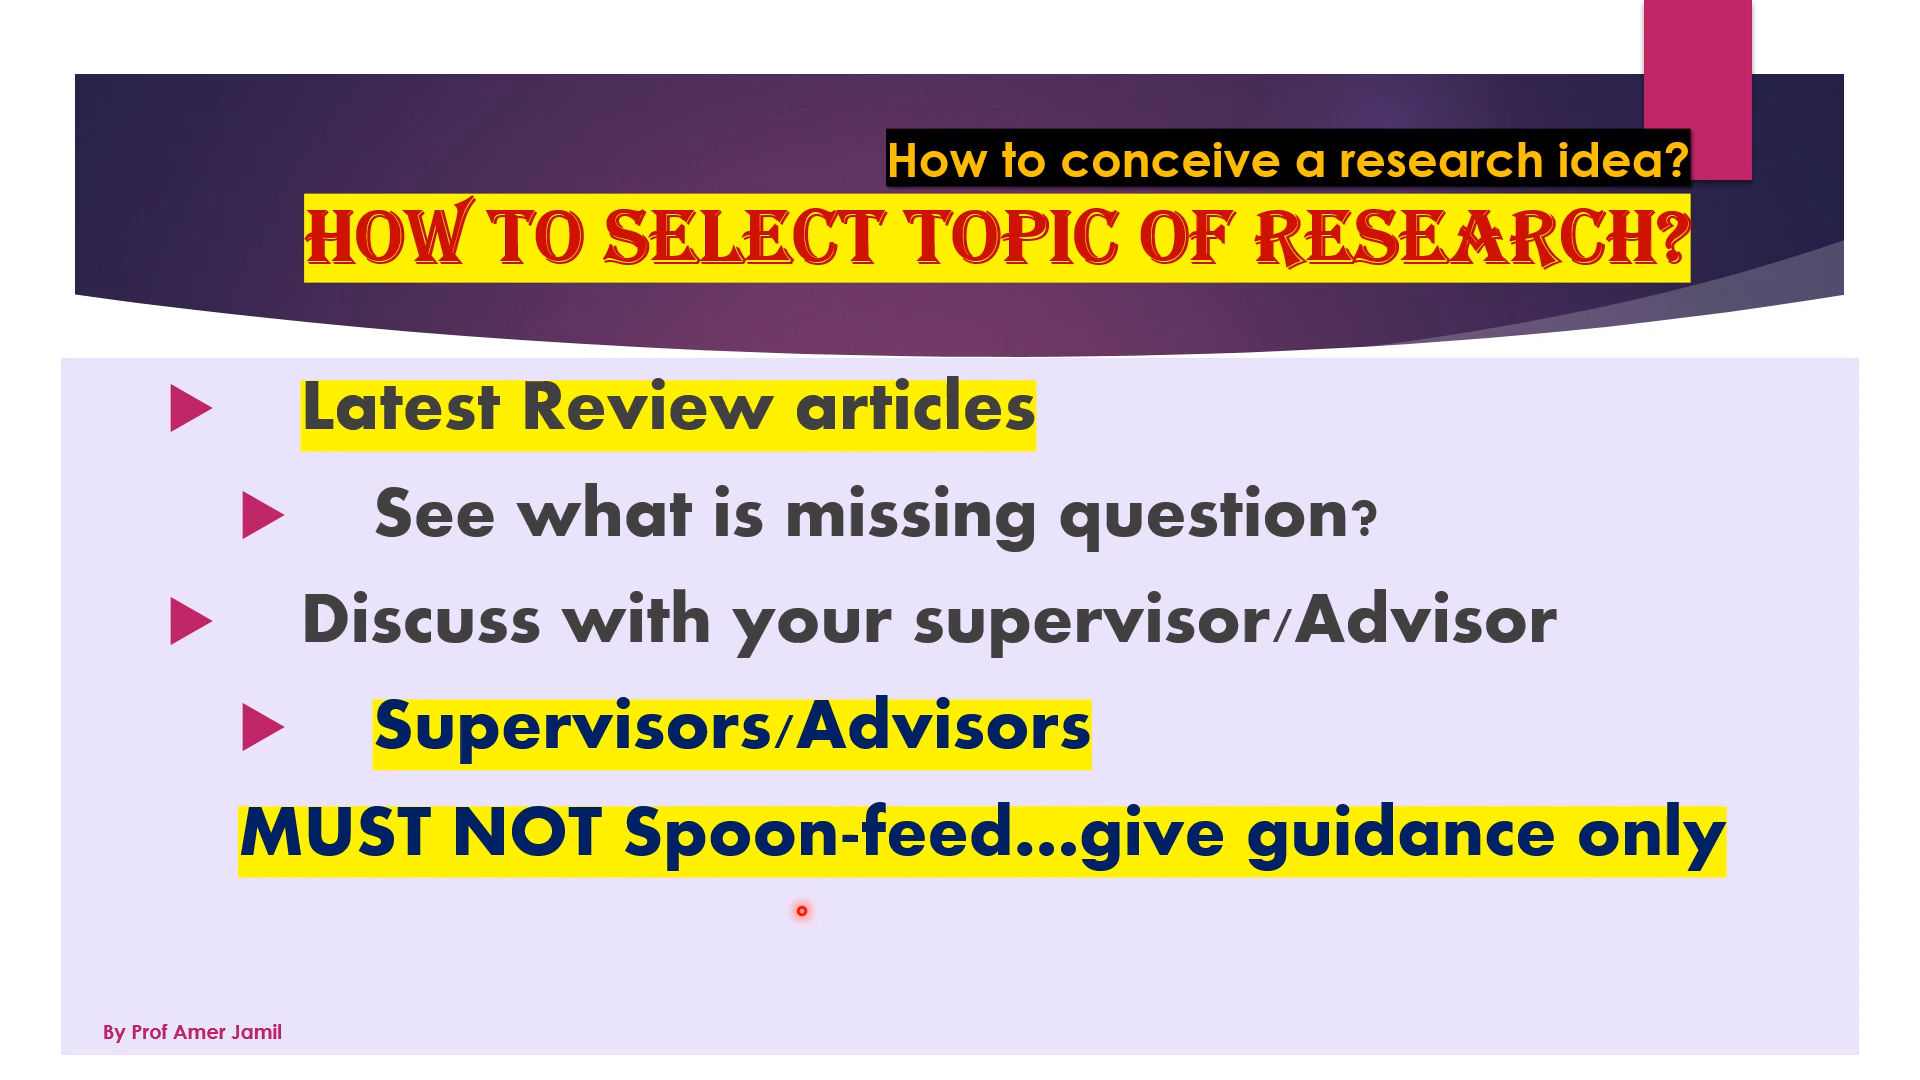 How to conceive a research idea?
HOW TO SELECT TOPIC OF RESEARCH?
Latest Review articles
See what is missing question?
Discuss with your supervisor/Advisor
Supervisors/Advisors
MUST NOT Spoon-feed...give guidance only
By Prof Amer Jamil